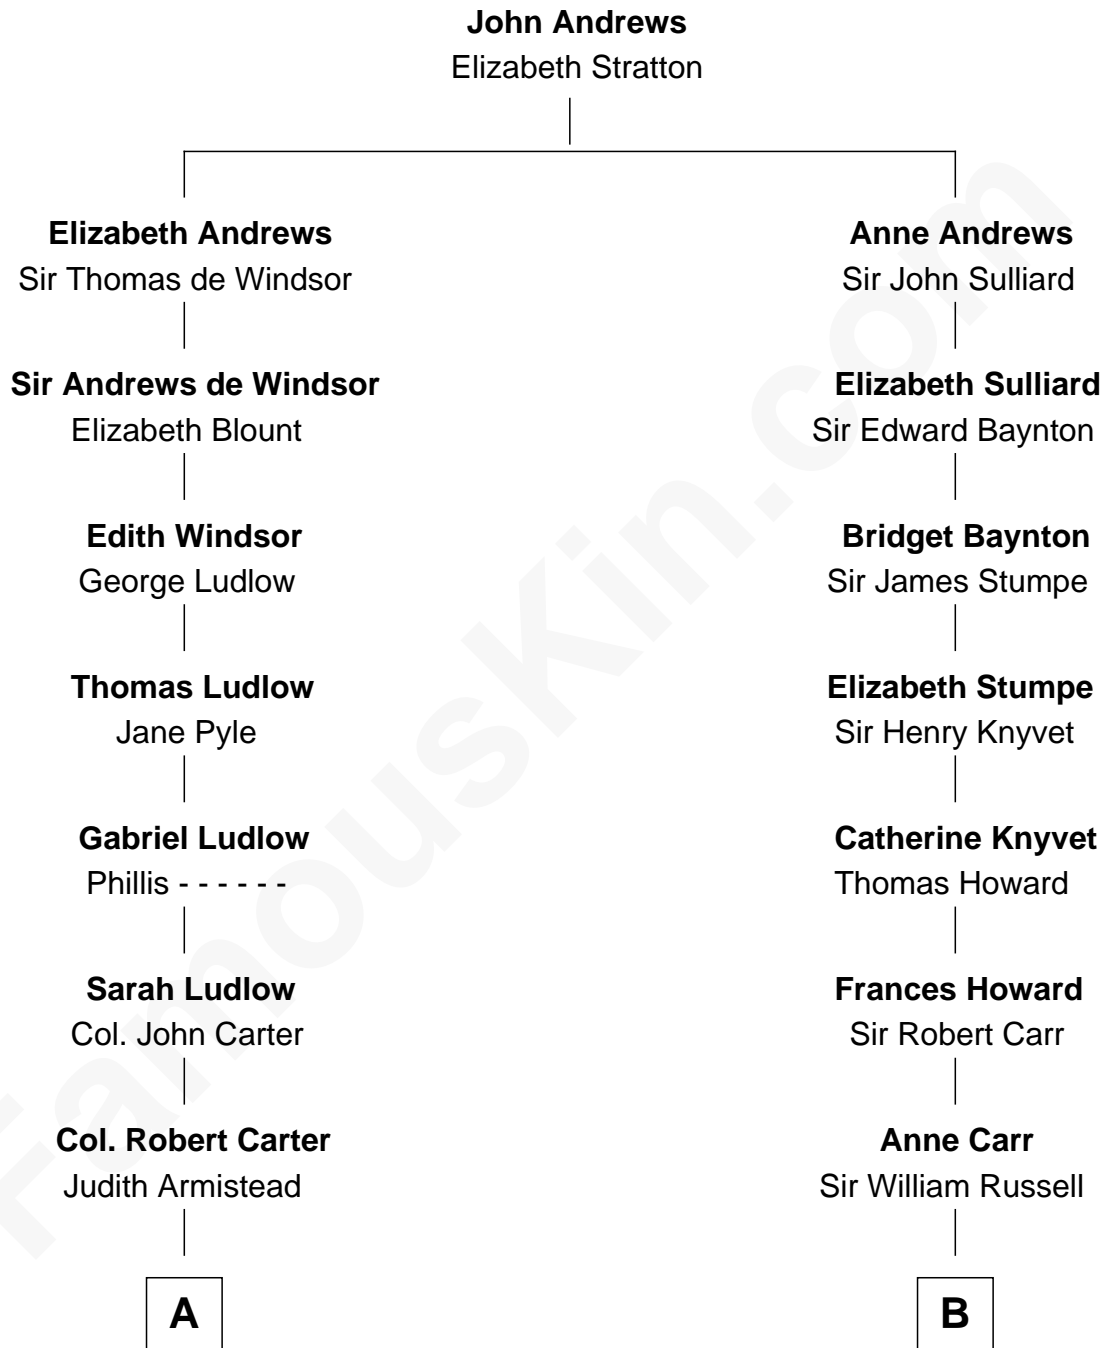 John Andrews
Elizabeth Stratton
Elizabeth Andrews
Sir Thomas de Windsor
Sir Andrews de Windsor
Elizabeth Blount
Edith Windsor
George Ludlow
Thomas Ludlow
Jane Pyle
Gabriel Ludlow
Phillis - - - - - -
Sarah Ludlow
Col. John Carter
Col. Robert Carter
Judith Armistead
A
Anne Andrews
Sir John Sulliard
Elizabeth Sulliard
Sir Edward Baynton
Bridget Baynton
Sir James Stumpe
Elizabeth Stumpe
Sir Henry Knyvet
Catherine Knyvet
Thomas Howard
Frances Howard
Sir Robert Carr
Anne Carr
Sir William Russell
B
FamousKin.com